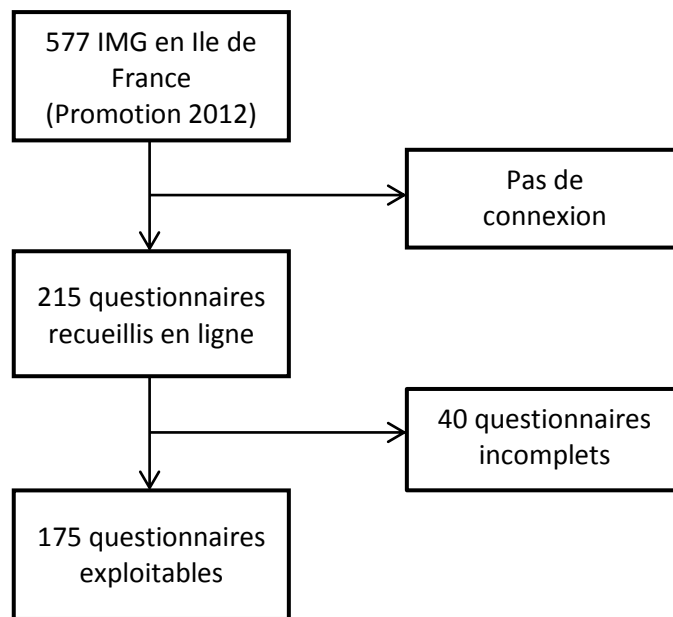 577 IMG en Ile de
France
(Promotion 2012)
Pas de
connexion
215 questionnaires
recueillis en ligne
40 questionnaires
incomplets
175 questionnaires
exploitables